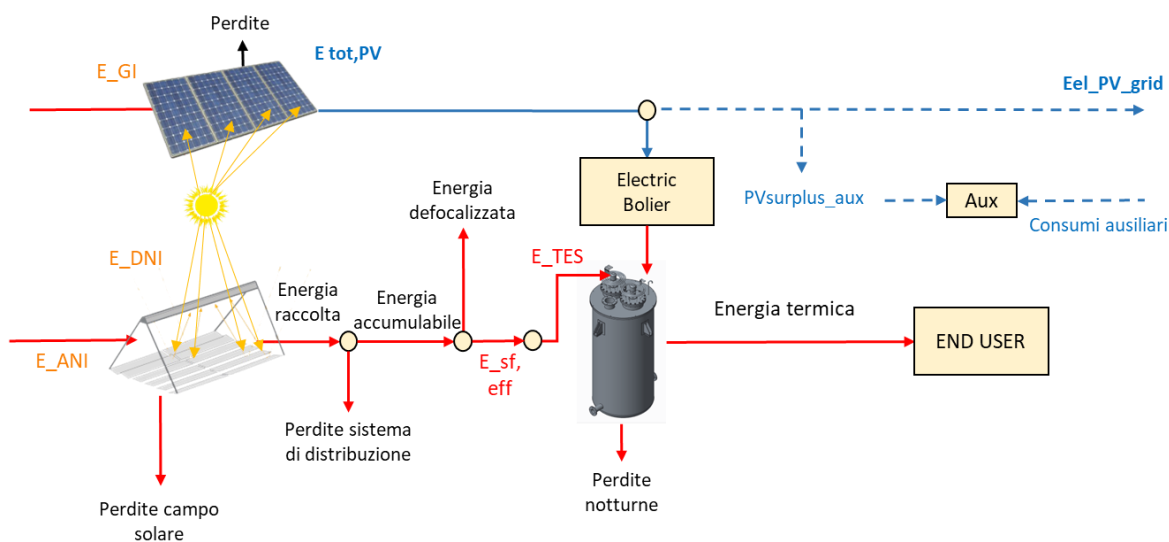 Perdite
E tot,PV
E_GI
Eel_PV_grid
Electric
Bolier
PVsurplus_aux
Aux
Consumi ausiliari
Energia
defocalizzata
E_DNI
E_TES
Energia
raccolta
Energia
accumulabile
Energia termica
END USER
E_ANI
E_sf,
eff
Perdite sistema
di distribuzione
Perdite
notturne
Perdite campo
solare